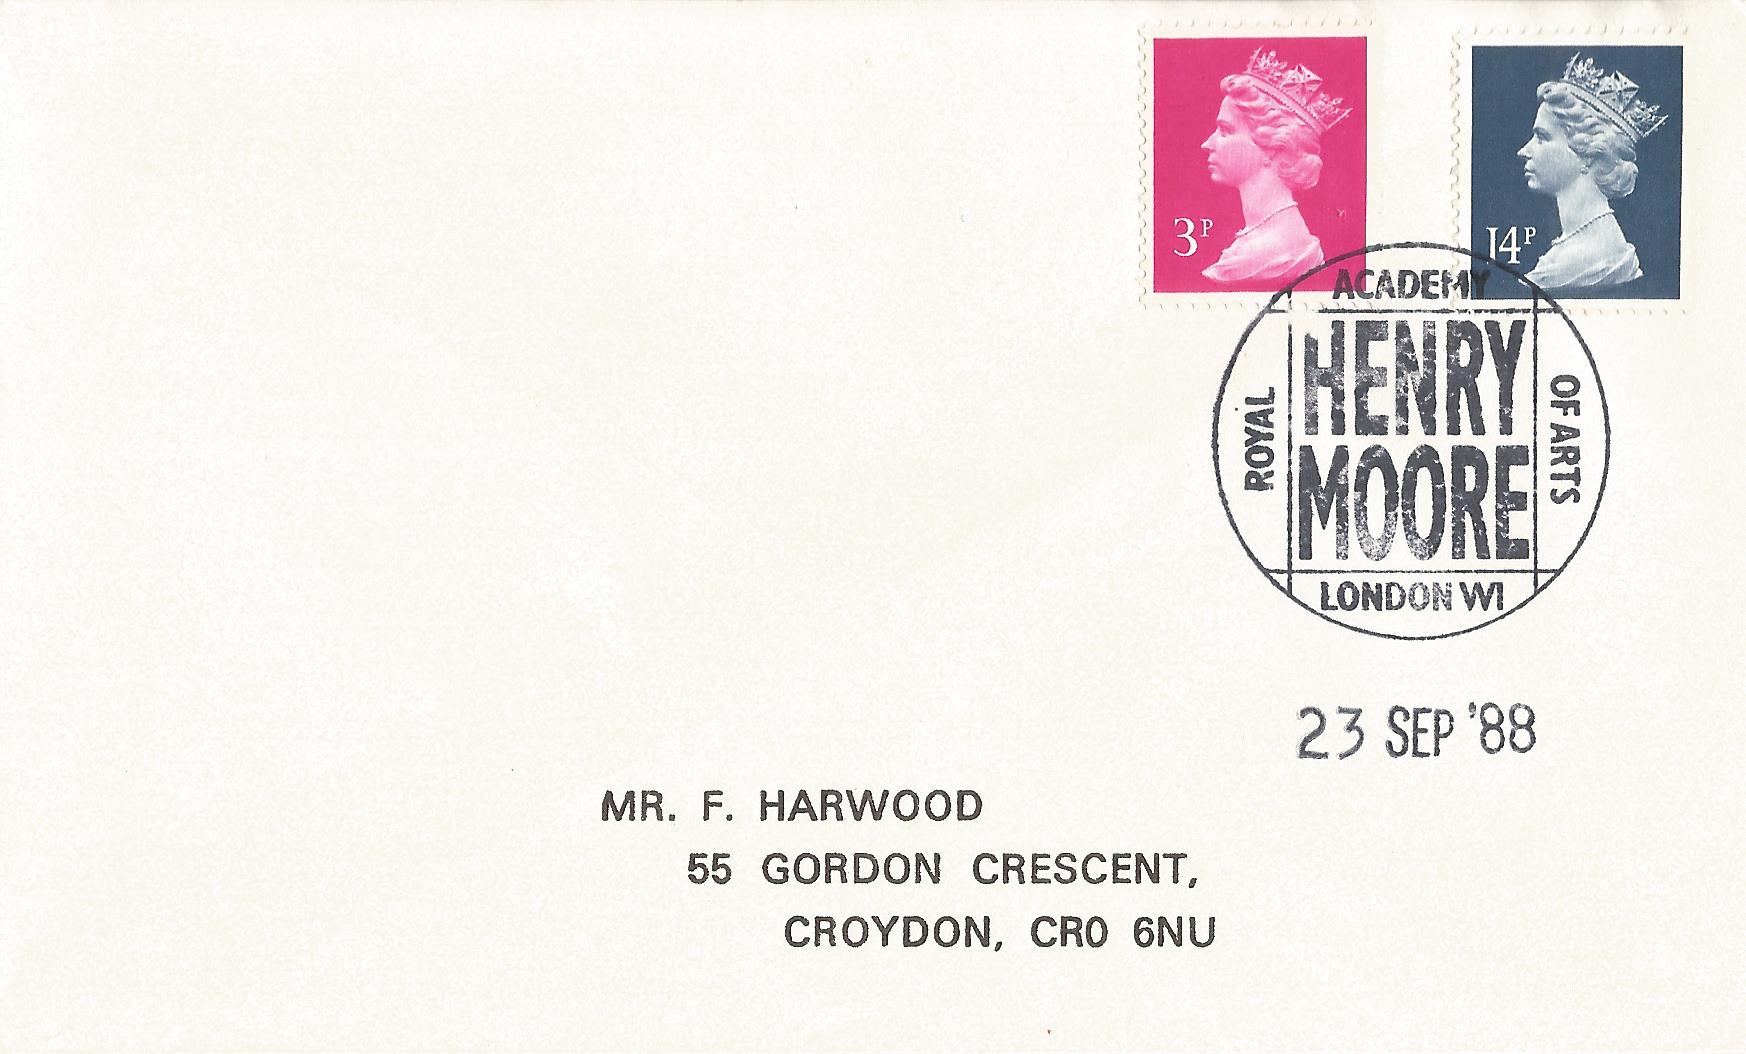 3P
14P
ROYAL
ACADEMY
OF ARTS
HENRY
MOORE
LONDON W1
23 SEP '88
MR. F. HARWOOD
55 GORDON CRESCENT,
CROYDON, CR0 6NU